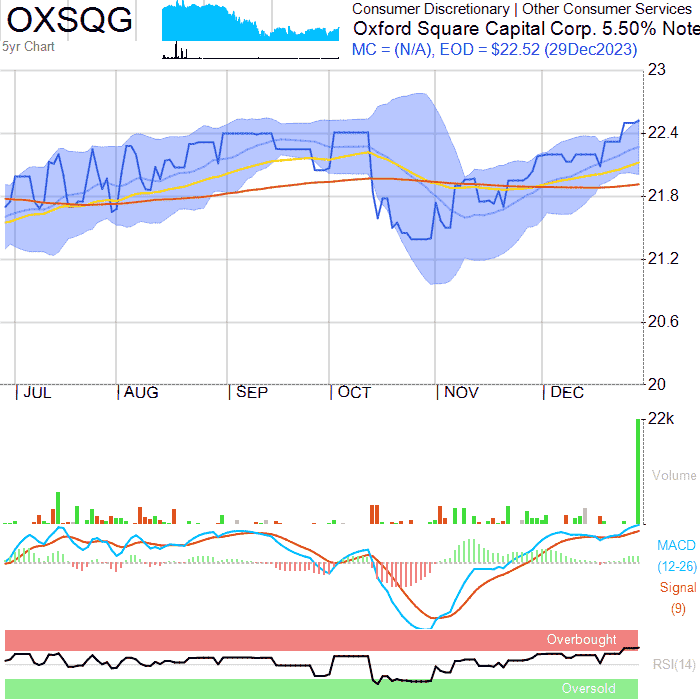 OXSQG
5yr Chart
Consumer Discretionary | Other Consumer Services
Oxford Square Capital Corp. 5.50% Note
MC = (N/A), EOD = $22.52 (29Dec2023)
23
22.4
21.8
21.2
20.6
20
JUL AUG SEP OCT NOV DEC
22k
Volume
MACD
(12-26)
Signal
(9)
Overbought
RSI(14)
Oversold